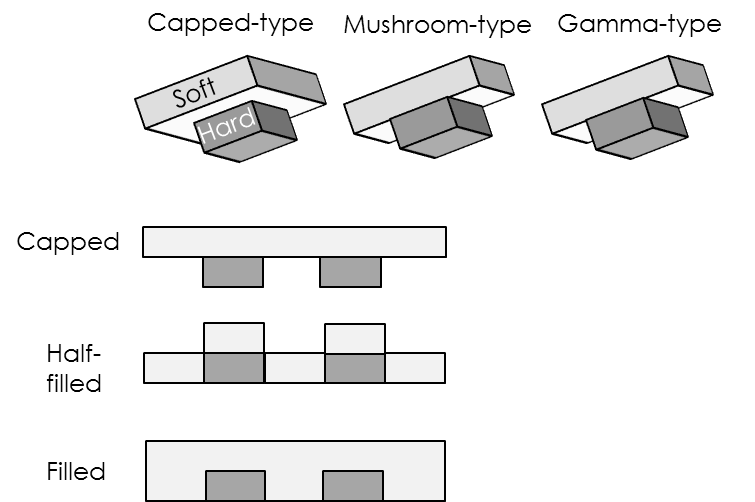 Capped-type Mushroom-type Gamma-type
Soft
Hard
Capped
Half-
filled
Filled